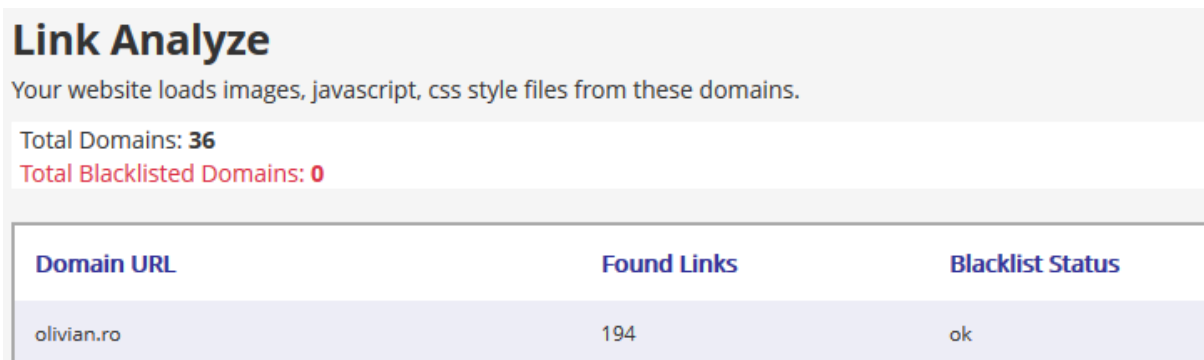 Link Analyze
Your website loads images, javascript, css style files from these domains.
Total Domains: 36
Total Blacklisted Domains: 0
Domain URL Found Links Blacklist Status
olivian.ro 194 ok